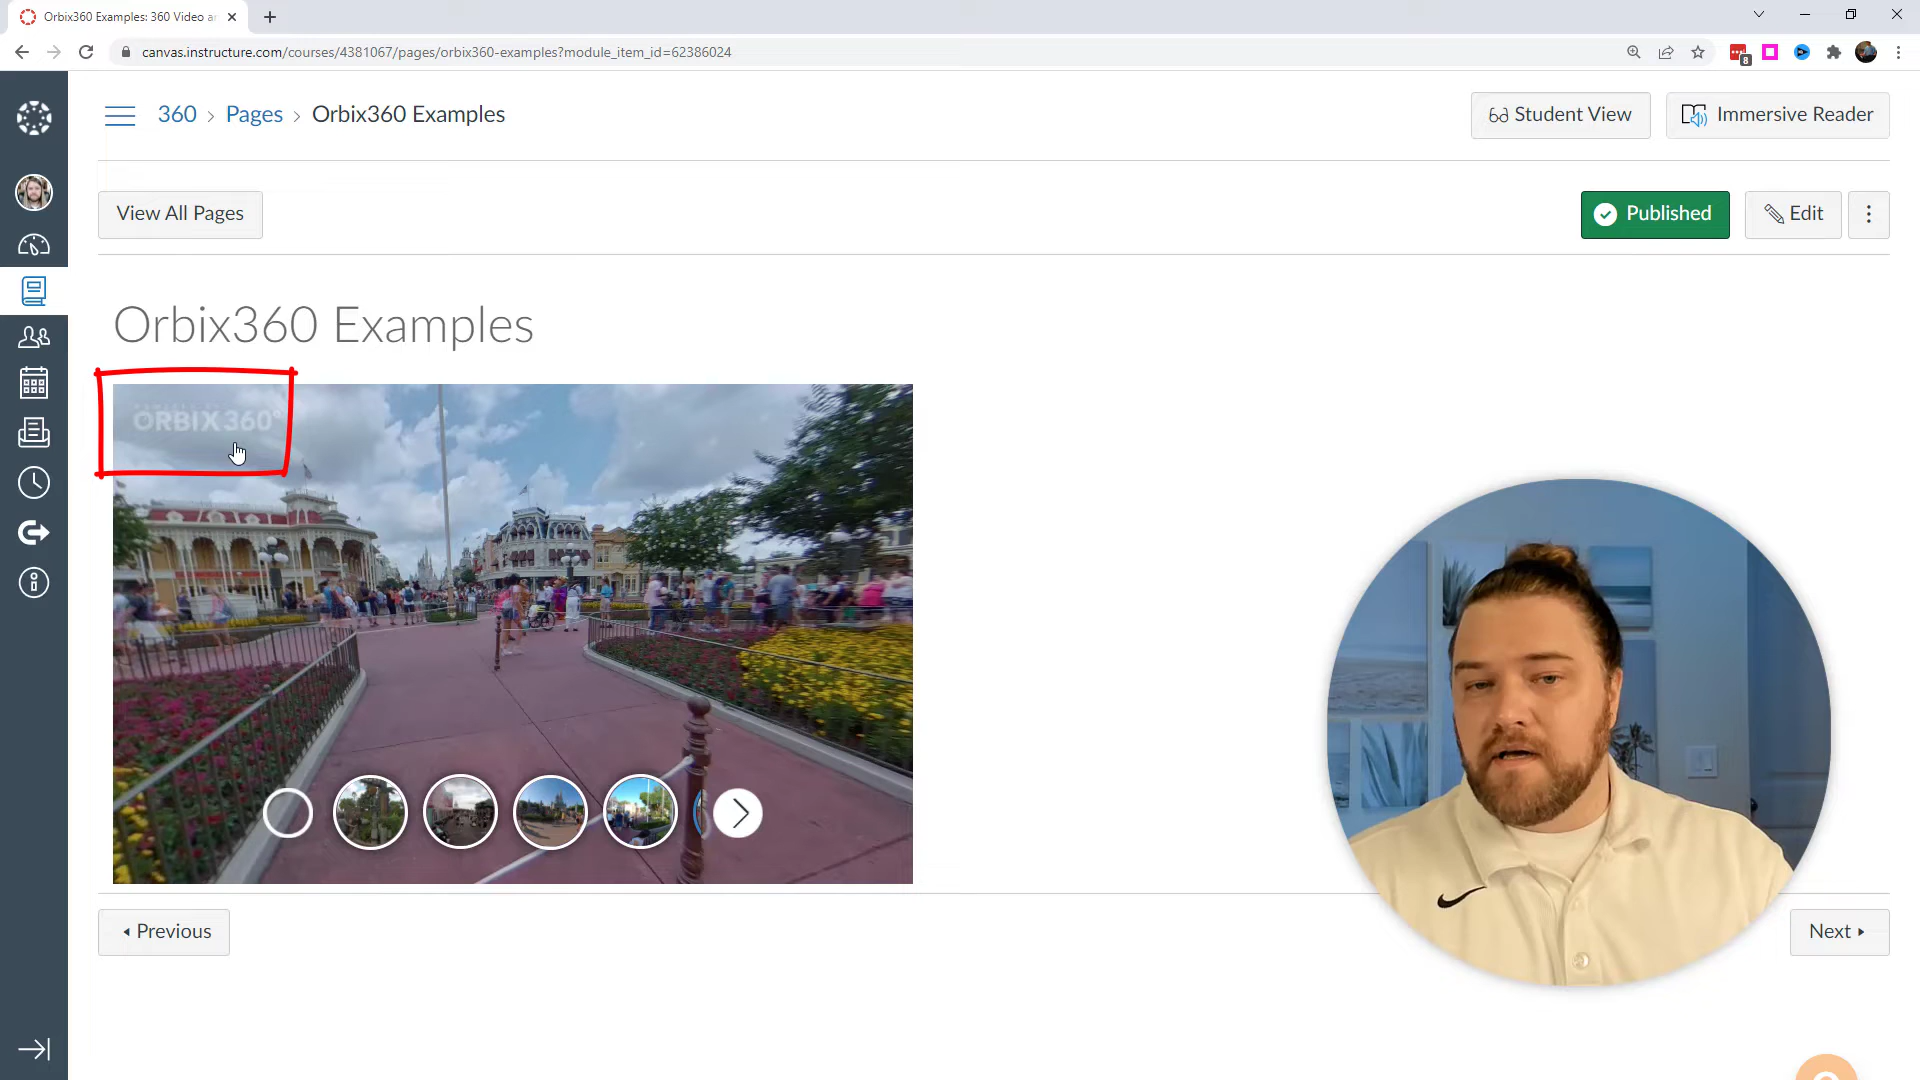 Orbix360 Examples: 360 Video a
canvas.instructure.com/courses/4381067/pages/orbix360-examples?module_item_id=62386024
8
360 › Pages › Orbix360 Examples
Student View
Immersive Reader
View All Pages
Published
Edit
Orbix360 Examples
ORBIX360°
Previous
Next